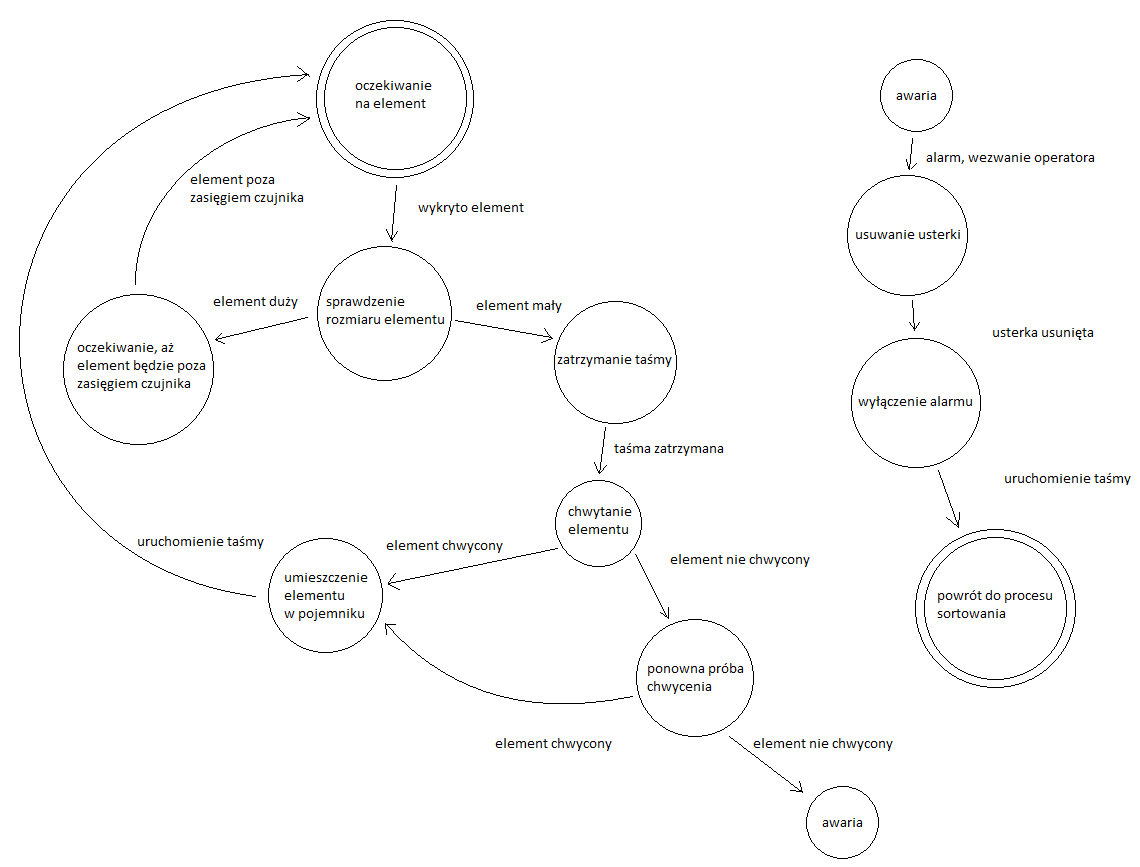 oczekiwanie
na element
element poza
zasięgiem czujnika
wykryto element
element duży
sprawdzenie
rozmiaru elementu
element mały
oczekiwanie, aż
element będzie poza
zasięgiem czujnika
zatrzymanie taśmy
taśma zatrzymana
chwytanie
elementu
uruchomienie taśmy
element chwycony
element nie chwycony
umieszczenie
elementu
w pojemniku
ponowna próba
chwycenia
element chwycony
element nie chwycony
awaria
awaria
alarm, wezwanie operatora
usuwanie usterki
usterka usunięta
wyłączenie alarmu
uruchomienie taśmy
powrót do procesu
sortowania